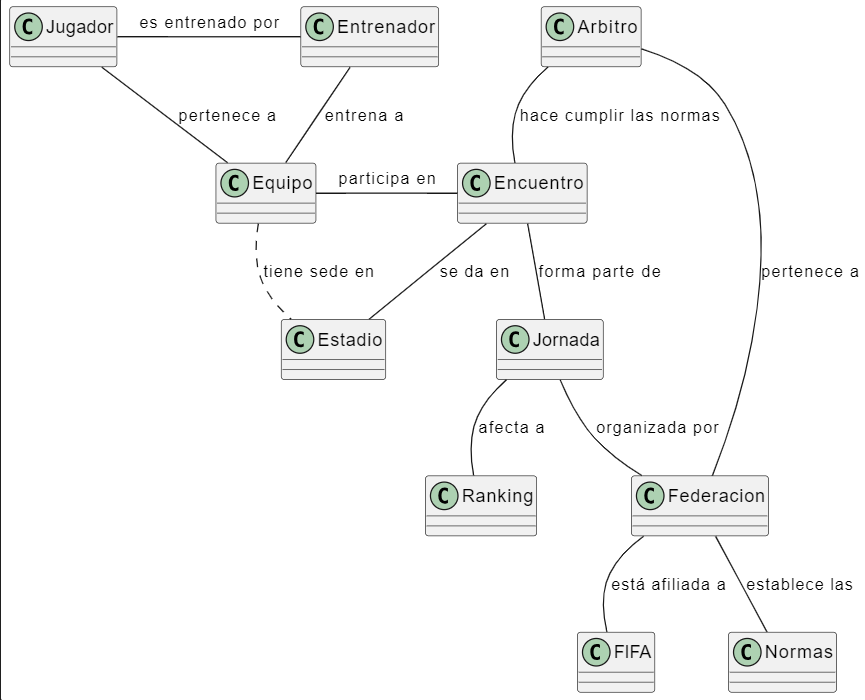 es entrenado por
C Jugador
C Entrenador
C Arbitro
pertenece a
entrena a
hace cumplir las normas
participa en
C Equipo
C Encuentro
tiene sede en
se da en
forma parte de
pertenece a
C Estadio
C Jornada
afecta a
organizada por
C Ranking
C Federacion
está afiliada a
establece las
C FIFA
C Normas